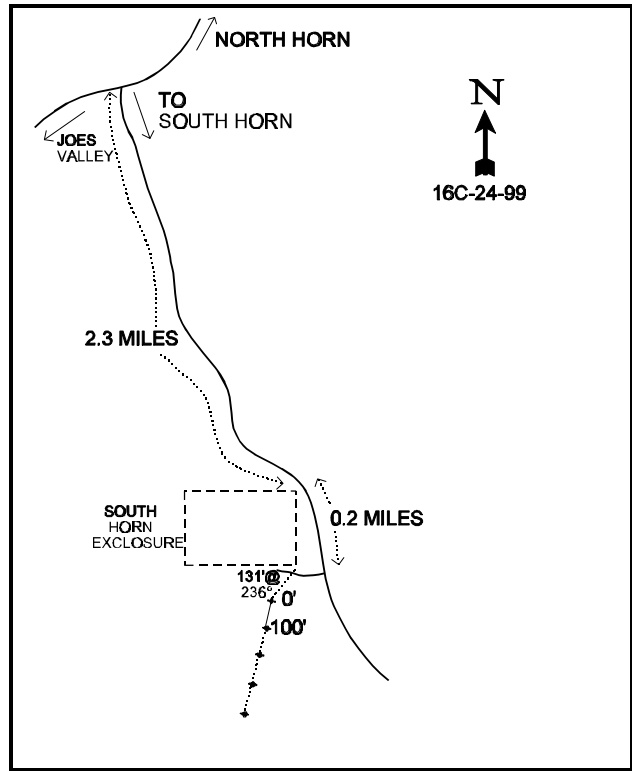 NORTH HORN
TO
SOUTH HORN
JOES
VALLEY
N
16C-24-99
2.3 MILES
SOUTH
HORN
EXCLOSURE
0.2 MILES
131'@
236°
0'
100'